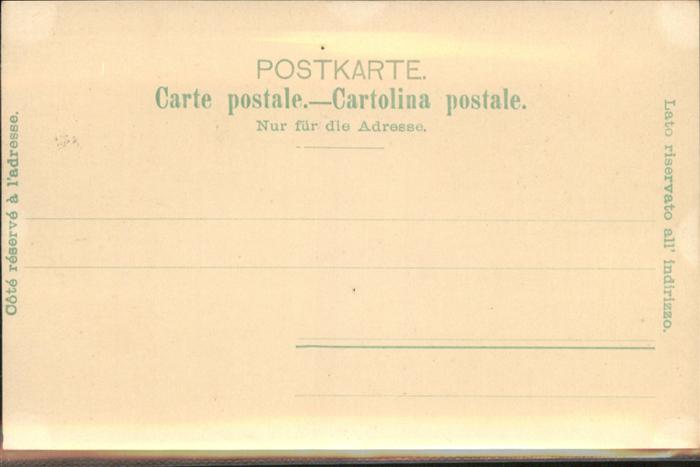 POSTKARTE.
Carte postale.—Cartolina postale.
Nur für die Adresse.
Côté réservé à l'adresse.
Lato riservato all' indirizzo.